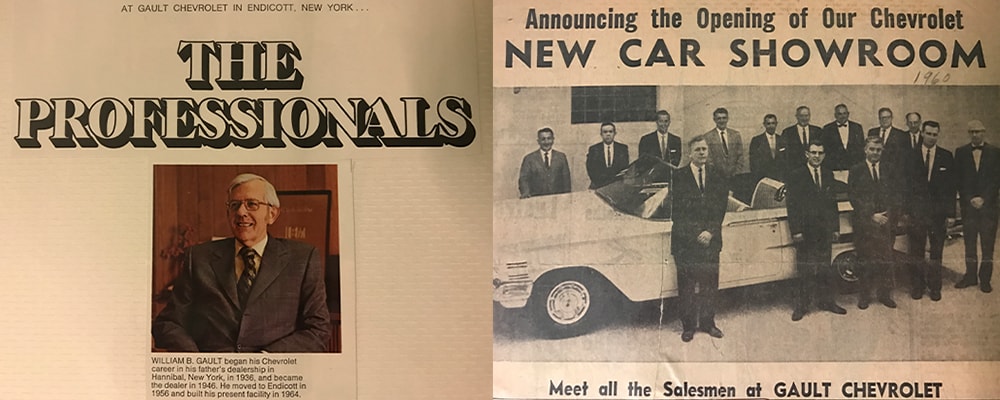 AT GAULT CHEVROLET IN ENDICOTT, NEW YORK...
THE
PROFESSIONALS
WILLIAM B. GAULT began his Chevrolet
career in his father's dealership in
Hannibal, New York, in 1936, and became
the dealer in 1946. He moved to Endicott in
1956 and built his present facility in 1964.
Announcing the Opening of Our Chevrolet
NEW CAR SHOWROOM
1960
Meet all the Salesmen at GAULT CHEVROLET